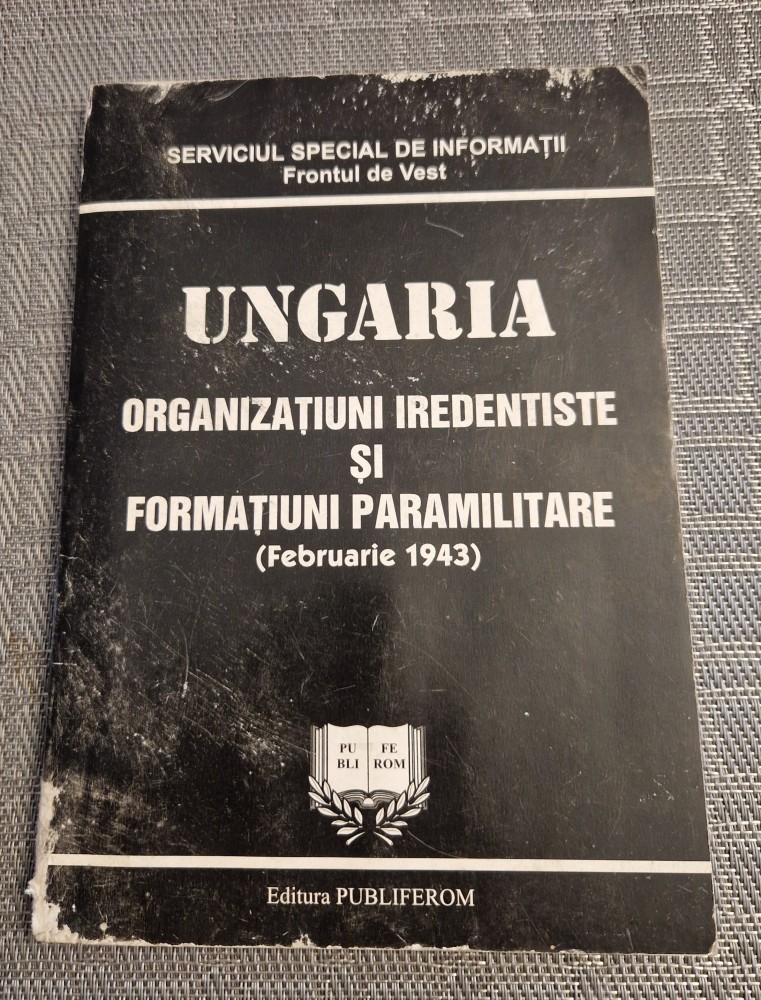 SERVICIUL SPECIAL DE INFORMAȚII
Frontul de Vest
UNGARIA
ORGANIZAȚIUNI IREDENTISTE
ȘI
FORMAȚIUNI PARAMILITARE
(Februarie 1943)
PU FE
BLI ROM
Editura PUBLIFEROM